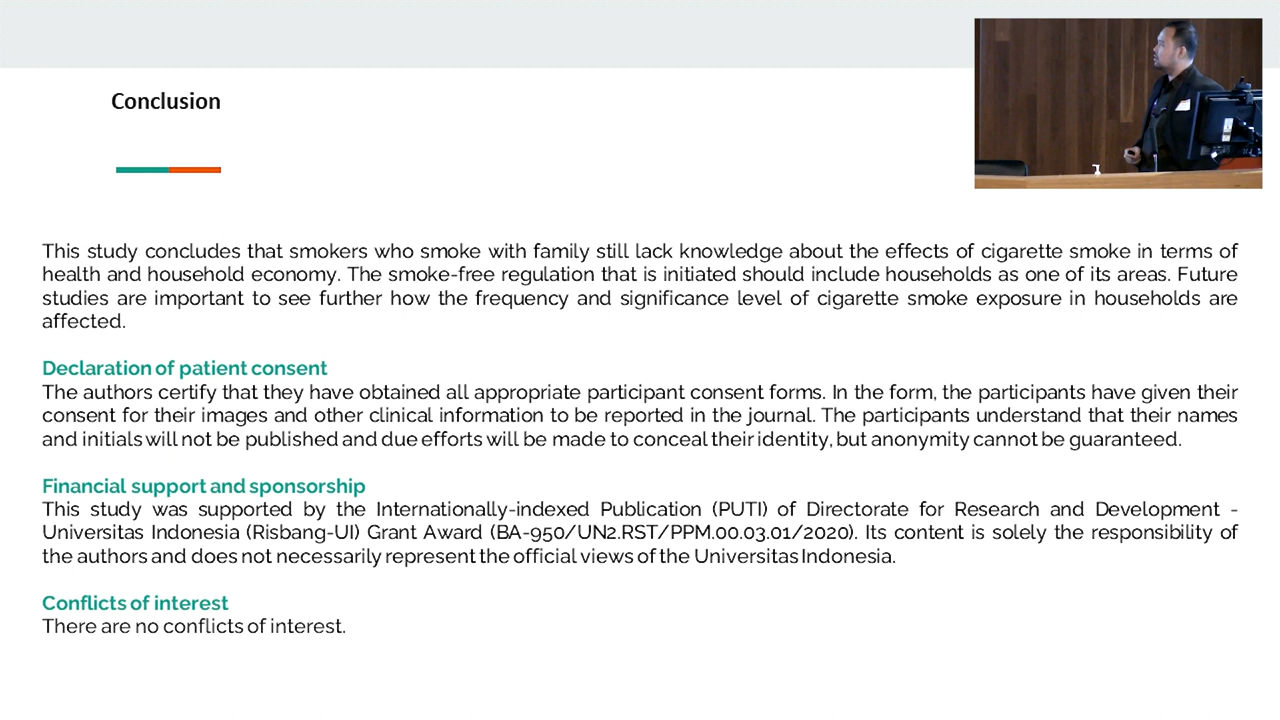 Conclusion
This study concludes that smokers who smoke with family still lack knowledge about the effects of cigarette smoke in terms of
health and household economy. The smoke-free regulation that is initiated should include households as one of its areas. Future
studies are important to see further how the frequency and significance level of cigarette smoke exposure in households are
affected.
Declaration of patient consent
The authors certify that they have obtained all appropriate participant consent forms. In the form, the participants have given their
consent for their images and other clinical information to be reported in the journal. The participants understand that their names
and initials will not be published and due efforts will be made to conceal their identity, but anonymity cannot be guaranteed.
Financial support and sponsorship
This study was supported by the Internationally-indexed Publication (PUTI) of Directorate for Research and Development -
Universitas Indonesia (Risbang-UI) Grant Award (BA-950/UN2.RST/PPM.00.03.01/2020). Its content is solely the responsibility of
the authors and does not necessarily represent the official views of the Universitas Indonesia.
Conflicts of interest
There are no conflicts of interest.